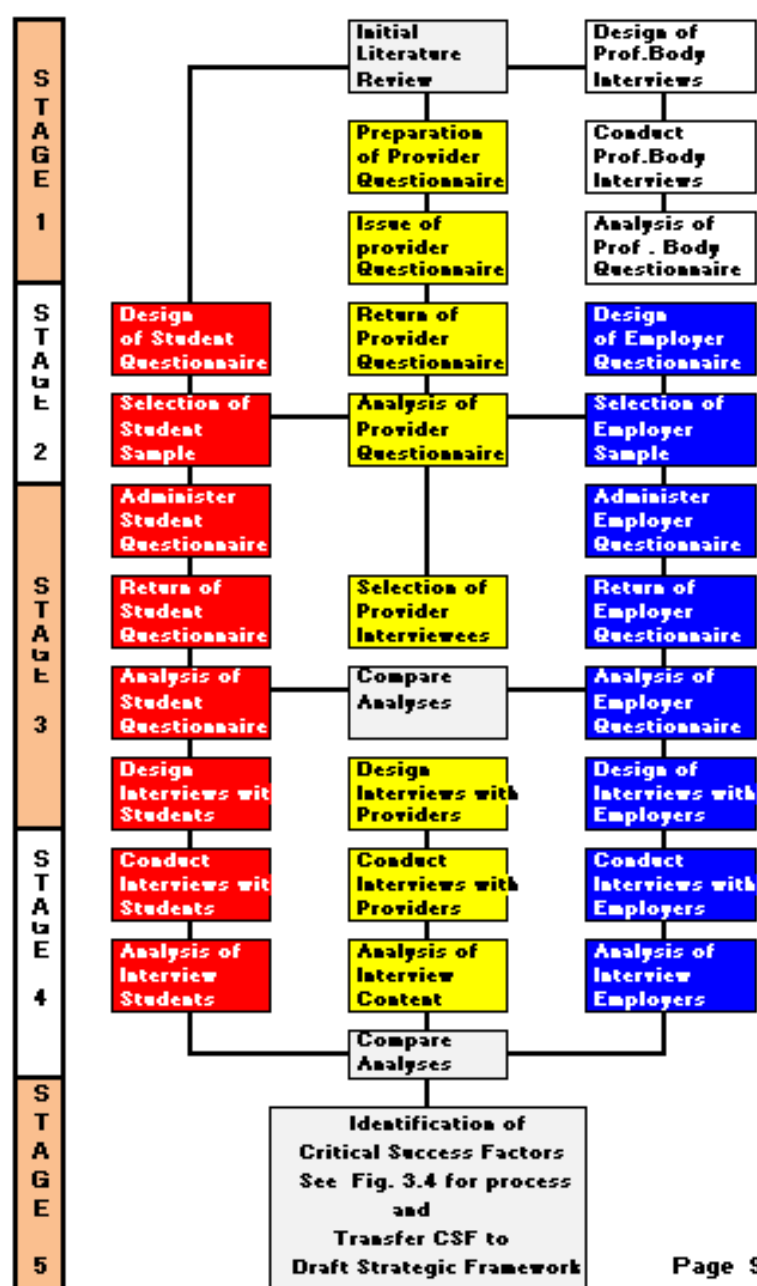 STAGE 1
Initial
Literature
Review
Design of
Prof.Body
Interviews
Preparation
of Provider
Questionnaire
Conduct
Prof.Body
Interviews
Issue of
provider
Questionnaire
Analysis of
Prof . Body
Questionnaire
STAGE 2
Design
of Student
Questionnaire
Return of
Provider
Questionnaire
Design
of Employer
Questionnaire
Selection of
Student
Sample
Analysis of
Provider
Questionnaire
Selection of
Employer
Sample
STAGE 3
Administer
Student
Questionnaire
Administer
Employer
Questionnaire
Return of
Student
Questionnaire
Selection of
Provider
Interviewees
Return of
Employer
Questionnaire
Analysis of
Student
Questionnaire
Compare
Analyses
Analysis of
Employer
Questionnaire
Design
Interviews wit
Students
Design
Interviews with
Providers
Design of
Interviews with
Employers
STAGE 4
Conduct
Interviews wit
Students
Conduct
Interviews with
Providers
Conduct
Interviews with
Employers
Analysis of
Interview
Students
Analysis of
Interview
Content
Analysis of
Interview
Employers
Compare
Analyses
STAGE 5
Identification of
Critical Success Factors
See Fig. 3.4 for process
and
Transfer CSF to
Draft Strategic Framework
Page 9